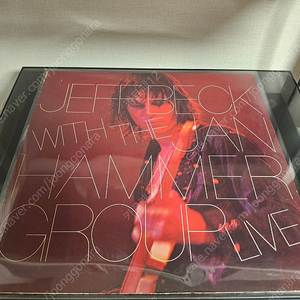 JEFF BECK
WITH THE JAN
HAMMER
GROUP LIVE